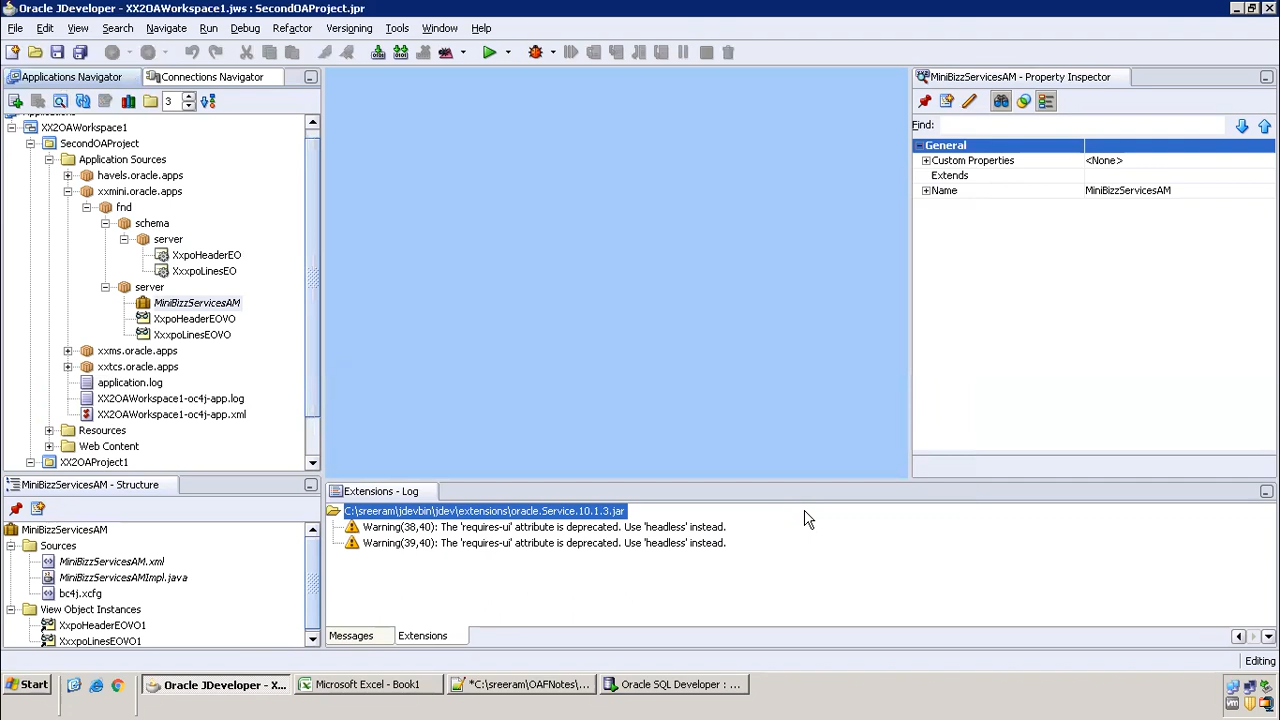 Oracle JDeveloper - XX2OAWorkspace1.jws : SecondOAProject.jpr
File Edit View Search Navigate Run Debug Refactor Versioning Tools Window Help
Applications Navigator
Connections Navigator
MiniBizzServicesAM - Property Inspector
3
XX2OAWorkspace1
SecondOAProject
Application Sources
havels.oracle.apps
xxmini.oracle.apps
fnd
schema
server
XxpoHeaderEO
XxxpoLinesEO
server
MiniBizzServicesAM
XxpoHeaderEOVO
XxxpoLinesEOVO
xxms.oracle.apps
xxtcs.oracle.apps
application.log
XX2OAWorkspace1-oc4j-app.log
XX2OAWorkspace1-oc4j-app.xml
Resources
Web Content
XX2OAProject1
Find:
General
Custom Properties <None>
Extends
Name MiniBizzServicesAM
MiniBizzServicesAM - Structure
MiniBizzServicesAM
Sources
MiniBizzServicesAM.xml
MiniBizzServicesAMImpl.java
bc4j.xcfg
View Object Instances
XxpoHeaderEOVO1
XxxpoLinesEOVO1
Extensions - Log
C:\sreeram\jdevbin\jdev\extensions\oracle.Service.10.1.3.jar
Warning(38,40): The 'requires-ui' attribute is deprecated. Use 'headless' instead.
Warning(39,40): The 'requires-ui' attribute is deprecated. Use 'headless' instead.
Messages Extensions
Editing
Start
Oracle JDeveloper - X...
Microsoft Excel - Book1
*C:\sreeram\OAFNotes\...
Oracle SQL Developer : ...